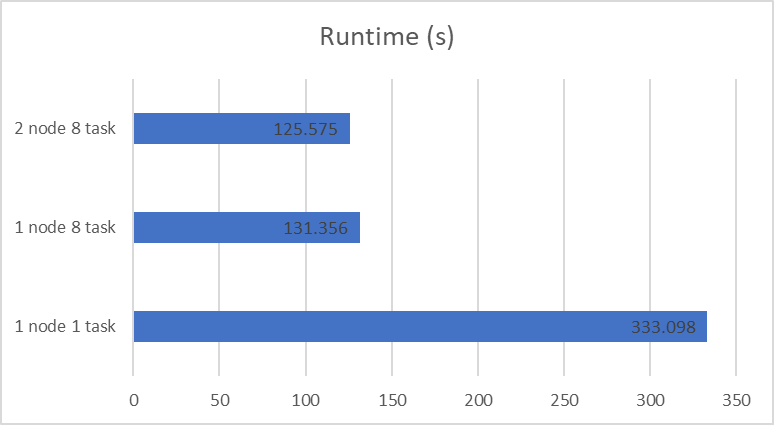 Runtime (s)
2 node 8 task
125.575
1 node 8 task
131.356
1 node 1 task
333.098
0 50 100 150 200 250 300 350